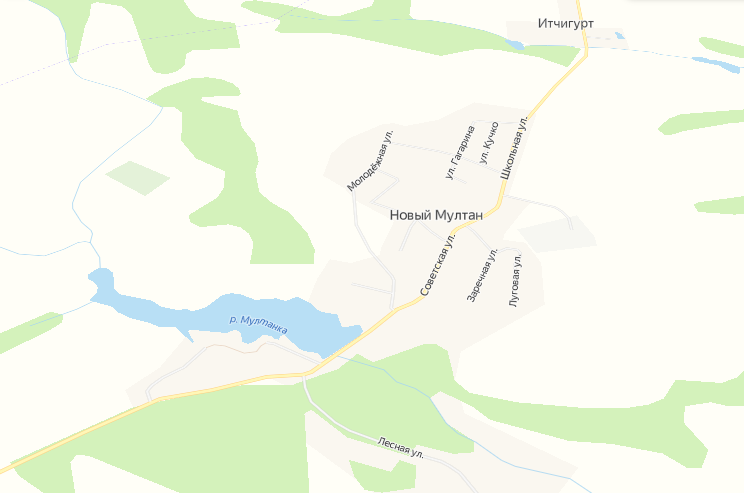 Итчигурт
Школьная ул.
ул. Кучко
ул. Гагарина
Молодёжная ул.
Новый Мултан
Советская ул.
Заречная ул.
Луговая ул.
р. Мултанка
Лесная ул.